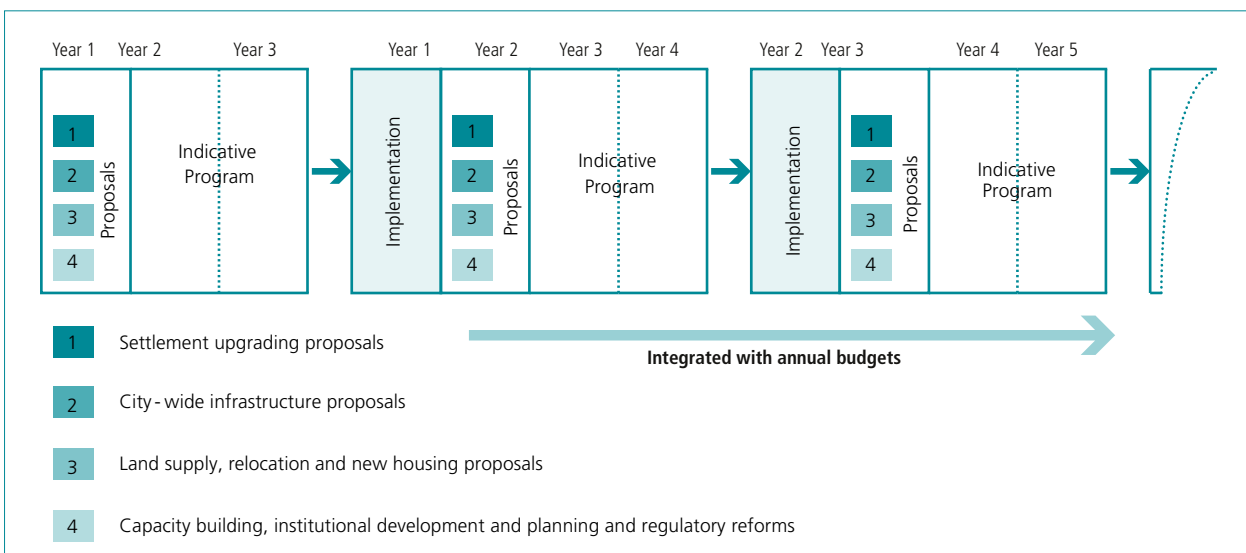 Year 1 Year 2 Year 3 Year 1 Year 2 Year 3 Year 4 Year 2 Year 3 Year 4 Year 5
1
2
3
4
Proposals
Indicative
Program
Implementation
1
2
3
4
Proposals
Indicative
Program
Implementation
1
2
3
4
Proposals
Indicative
Program
1 Settlement upgrading proposals
Integrated with annual budgets
2 City-wide infrastructure proposals
3 Land supply, relocation and new housing proposals
4 Capacity building, institutional development and planning and regulatory reforms